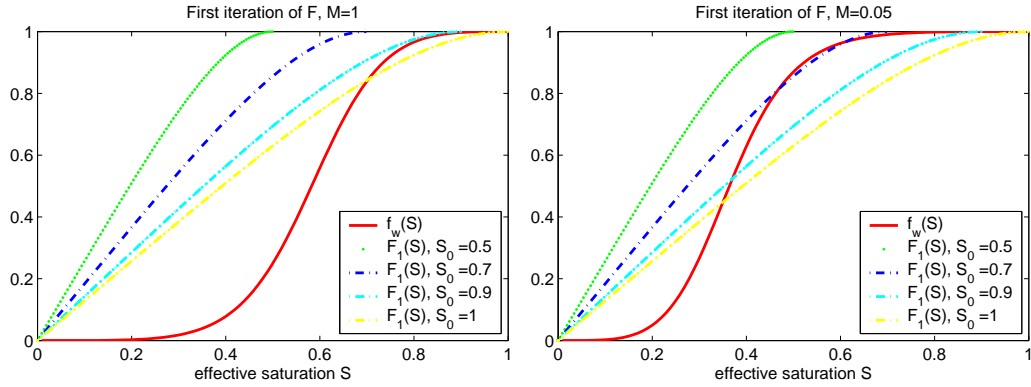 First iteration of F, M=1
1
0.8
0.6
0.4
0.2
0
0
0.2
0.4
0.6
0.8
1
effective saturation S
f_w(S)
F_1(S), S_0=0.5
F_1(S), S_0=0.7
F_1(S), S_0=0.9
F_1(S), S_0=1
First iteration of F, M=0.05
1
0.8
0.6
0.4
0.2
0
0
0.2
0.4
0.6
0.8
1
effective saturation S
f_w(S)
F_1(S), S_0=0.5
F_1(S), S_0=0.7
F_1(S), S_0=0.9
F_1(S), S_0=1